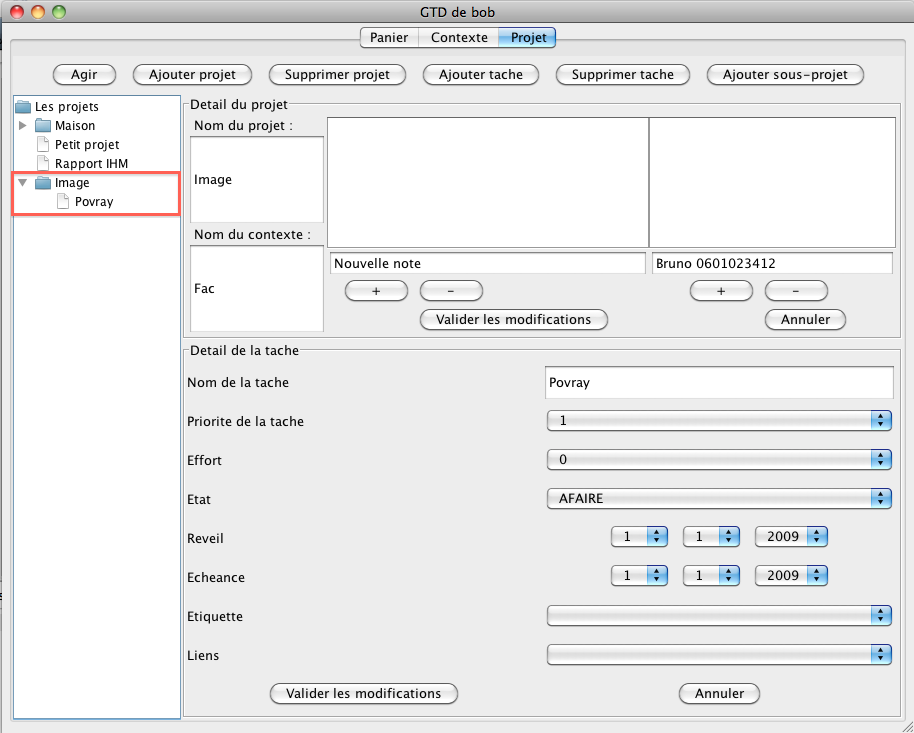 GTD de bob
Panier Contexte Projet
Agir Ajouter projet Supprimer projet Ajouter tache Supprimer tache Ajouter sous-projet
Les projets
Maison
Petit projet
Rapport IHM
Image
Povray
Detail du projet
Nom du projet :
Image
Nom du contexte :
Fac
Nouvelle note
Bruno 0601023412
+ - + -
Valider les modifications Annuler
Detail de la tache
Nom de la tache Povray
Priorite de la tache 1
Effort 0
Etat AFAIRE
Reveil 1 1 2009
Echeance 1 1 2009
Etiquette
Liens
Valider les modifications Annuler